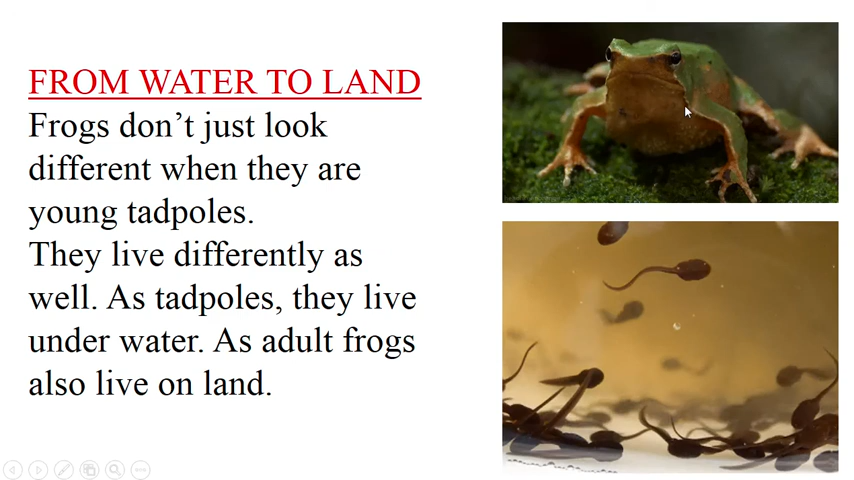 FROM WATER TO LAND
Frogs don’t just look
different when they are
young tadpoles.
They live differently as
well. As tadpoles, they live
under water. As adult frogs
also live on land.